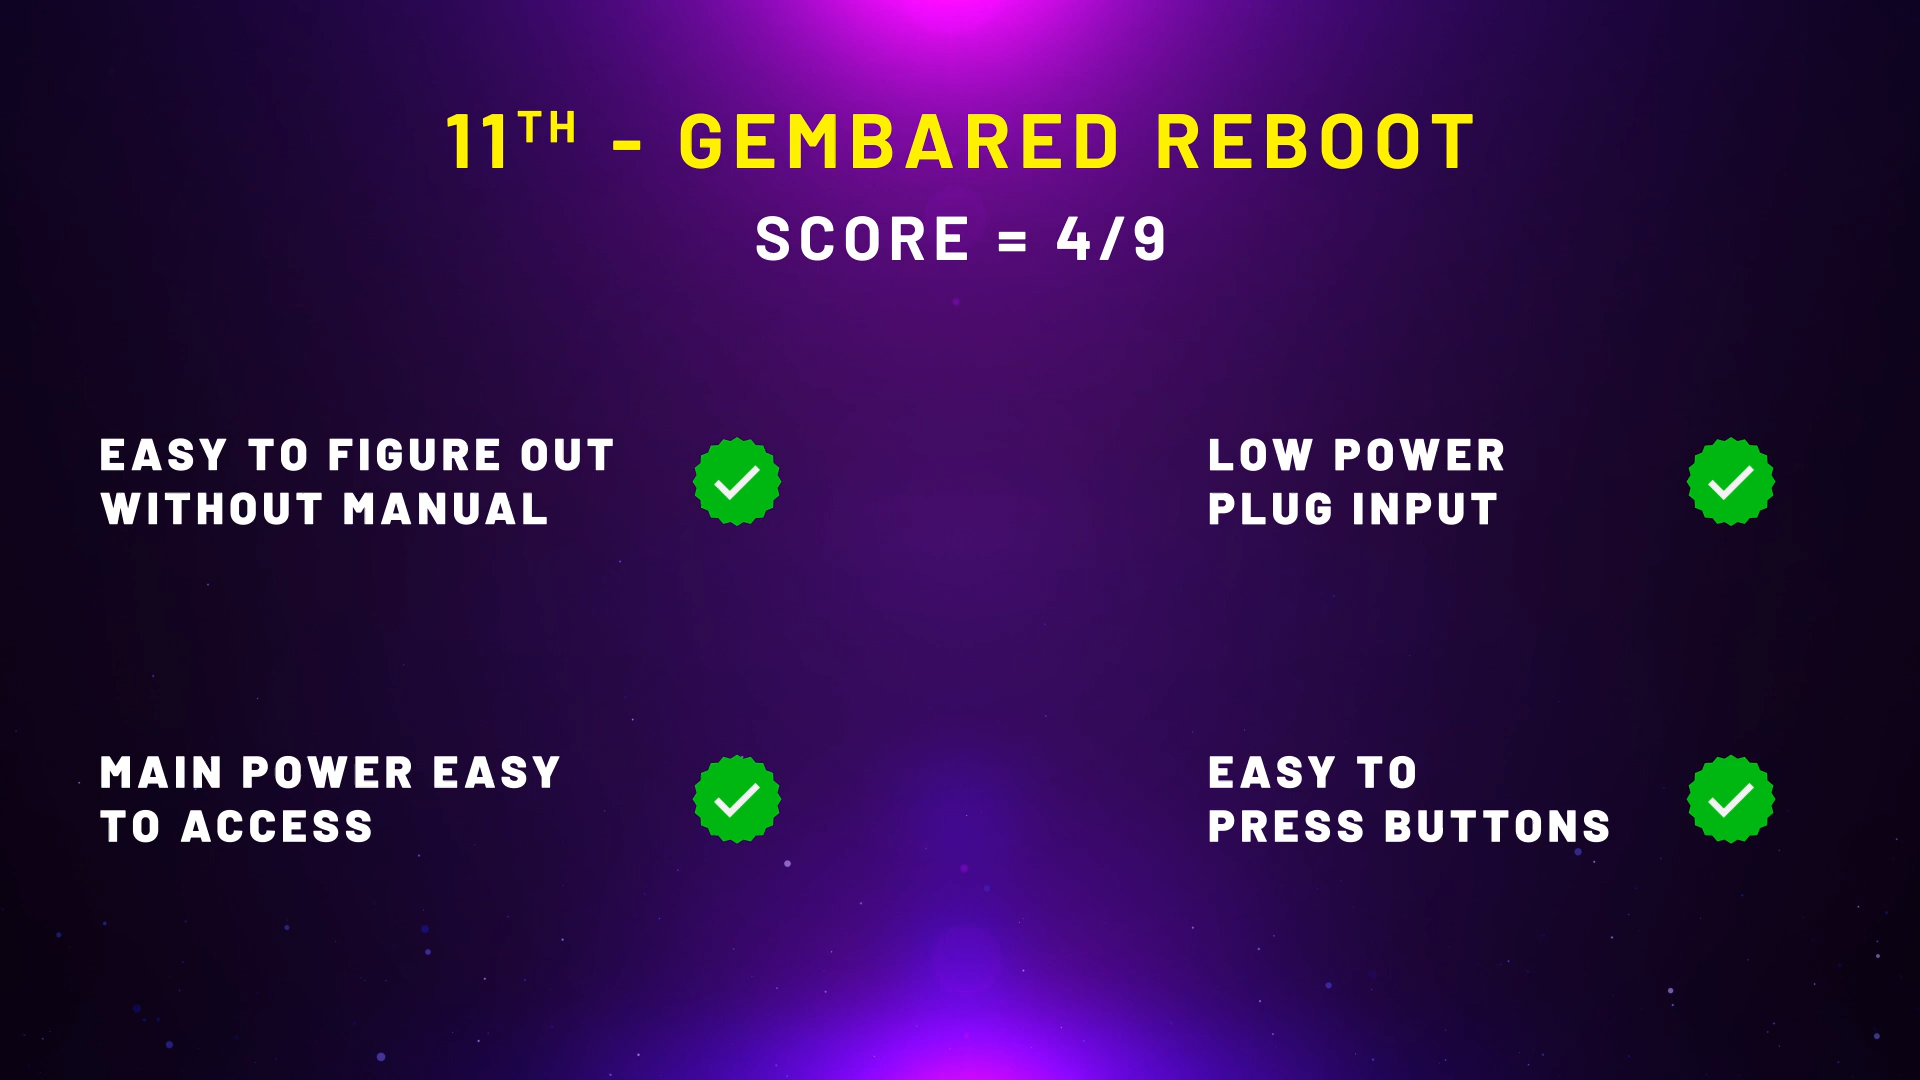 11TH - GEMBARED REBOOT
SCORE = 4/9
EASY TO FIGURE OUT
WITHOUT MANUAL
LOW POWER
PLUG INPUT
MAIN POWER EASY
TO ACCESS
EASY TO
PRESS BUTTONS